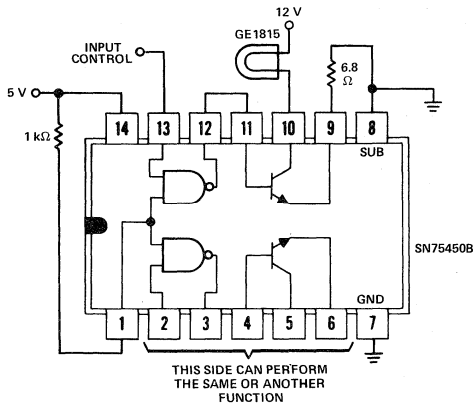 12 V
GE1815
INPUT
CONTROL
6.8
Ω
5 V
1 kΩ
14 13 12 11 10 9 8
SUB
SN75450B
GND
1 2 3 4 5 6 7
THIS SIDE CAN PERFORM
THE SAME OR ANOTHER
FUNCTION